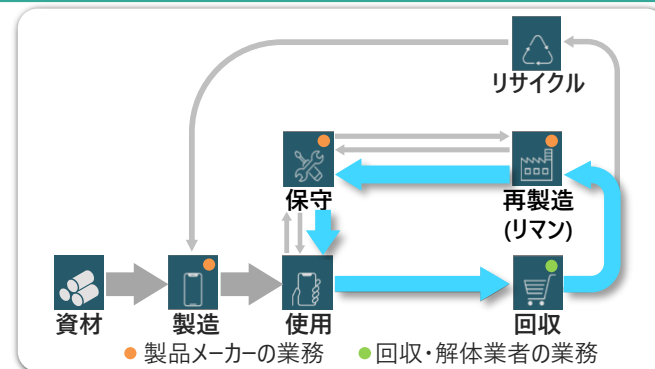 リサイクル
保守
再製造
(リマン)
資材
製造
使用
回収
●製品メーカーの業務
●回収・解体業者の業務